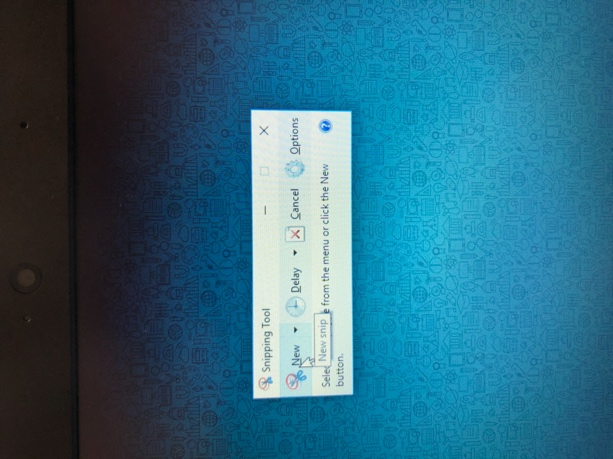 Snipping Tool
New Delay Cancel Options
Selec e from the menu or click the New
button.
New snip